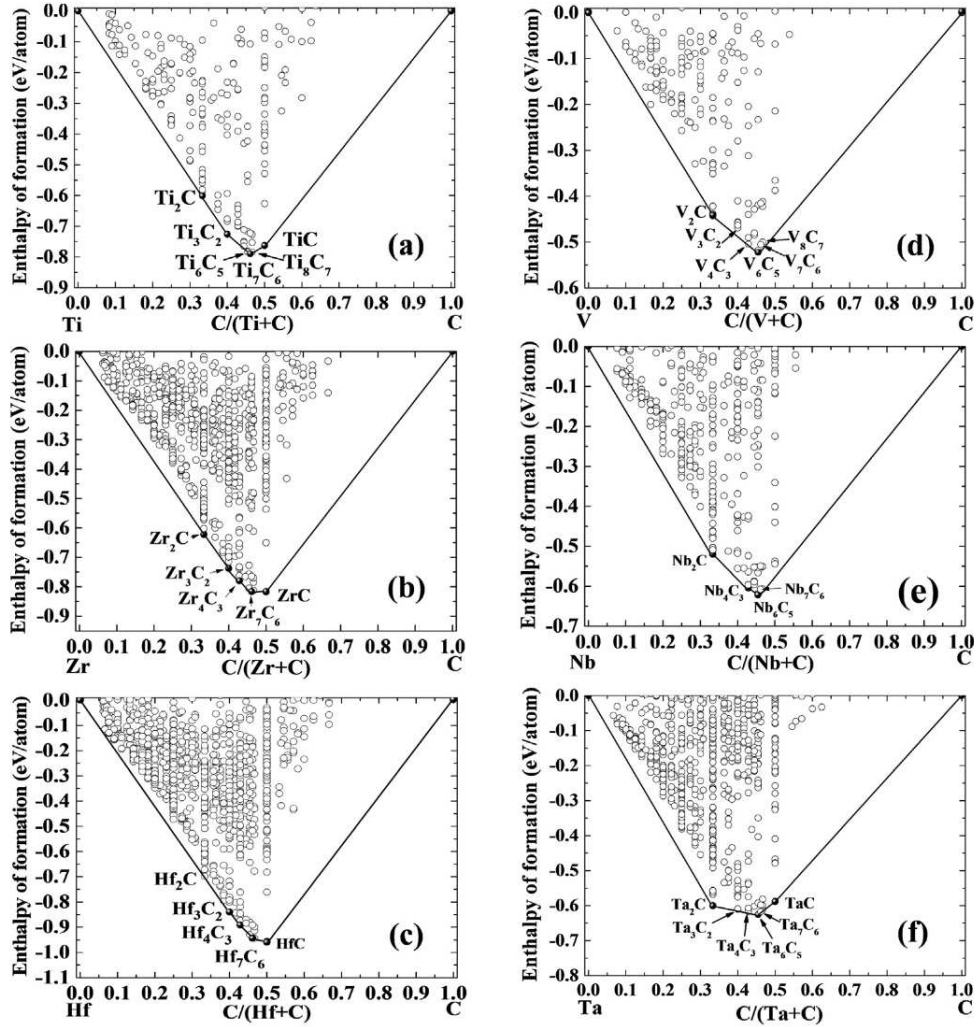 0.0
-0.1
-0.2
-0.3
-0.4
-0.5
-0.6
-0.7
-0.8
-0.9
Enthalpy of formation (eV/atom)
Ti₂C
Ti₃C₂
Ti₆C₅
Ti₇C₆
Ti₈C₇
TiC
(a)
0.0 0.1 0.2 0.3 0.4 0.5 0.6 0.7 0.8 0.9 1.0
Ti C/(Ti+C) C
0.0
-0.1
-0.2
-0.3
-0.4
-0.5
-0.6
-0.7
-0.8
-0.9
Enthalpy of formation (eV/atom)
Zr₂C
Zr₃C₂
Zr₄C₃
Zr₇C₆
ZrC
(b)
0.0 0.1 0.2 0.3 0.4 0.5 0.6 0.7 0.8 0.9 1.0
Zr C/(Zr+C) C
0.0
-0.1
-0.2
-0.3
-0.4
-0.5
-0.6
-0.7
-0.8
-0.9
-1.0
-1.1
Enthalpy of formation (eV/atom)
Hf₂C
Hf₃C₂
Hf₄C₃
Hf₇C₆
HfC
(c)
0.0 0.1 0.2 0.3 0.4 0.5 0.6 0.7 0.8 0.9 1.0
Hf C/(Hf+C) C
0.0
-0.1
-0.2
-0.3
-0.4
-0.5
-0.6
Enthalpy of formation (eV/atom)
V₂C
V₃C₂
V₄C₃
V₆C₅
V₇C₆
V₈C₇
(d)
0.0 0.1 0.2 0.3 0.4 0.5 0.6 0.7 0.8 0.9 1.0
V C/(V+C) C
0.0
-0.1
-0.2
-0.3
-0.4
-0.5
-0.6
-0.7
Enthalpy of formation (eV/atom)
Nb₂C
Nb₄C₃
Nb₆C₅
Nb₇C₆
(e)
0.0 0.1 0.2 0.3 0.4 0.5 0.6 0.7 0.8 0.9 1.0
Nb C/(Nb+C) C
0.0
-0.1
-0.2
-0.3
-0.4
-0.5
-0.6
-0.7
-0.8
Enthalpy of formation (eV/atom)
Ta₂C
Ta₃C₂
Ta₄C₃
Ta₆C₅
Ta₇C₆
TaC
(f)
0.0 0.1 0.2 0.3 0.4 0.5 0.6 0.7 0.8 0.9 1.0
Ta C/(Ta+C) C